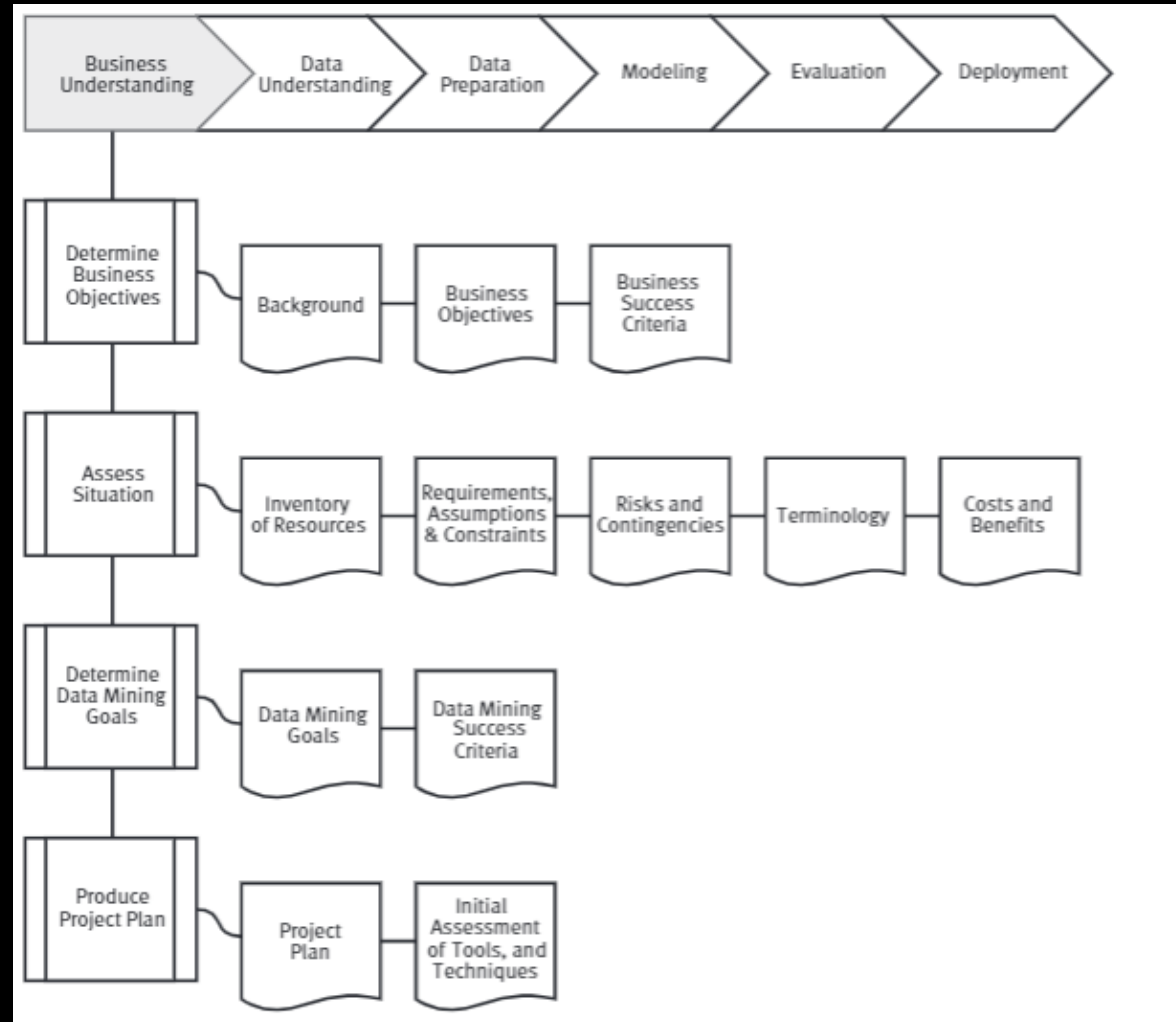 Business
Understanding
Data
Understanding
Data
Preparation
Modeling
Evaluation
Deployment
Determine
Business
Objectives
Background
Business
Objectives
Business
Success
Criteria
Assess
Situation
Inventory
of Resources
Requirements,
Assumptions
& Constraints
Risks and
Contingencies
Terminology
Costs and
Benefits
Determine
Data Mining
Goals
Data Mining
Goals
Data Mining
Success
Criteria
Produce
Project Plan
Project
Plan
Initial
Assessment
of Tools, and
Techniques